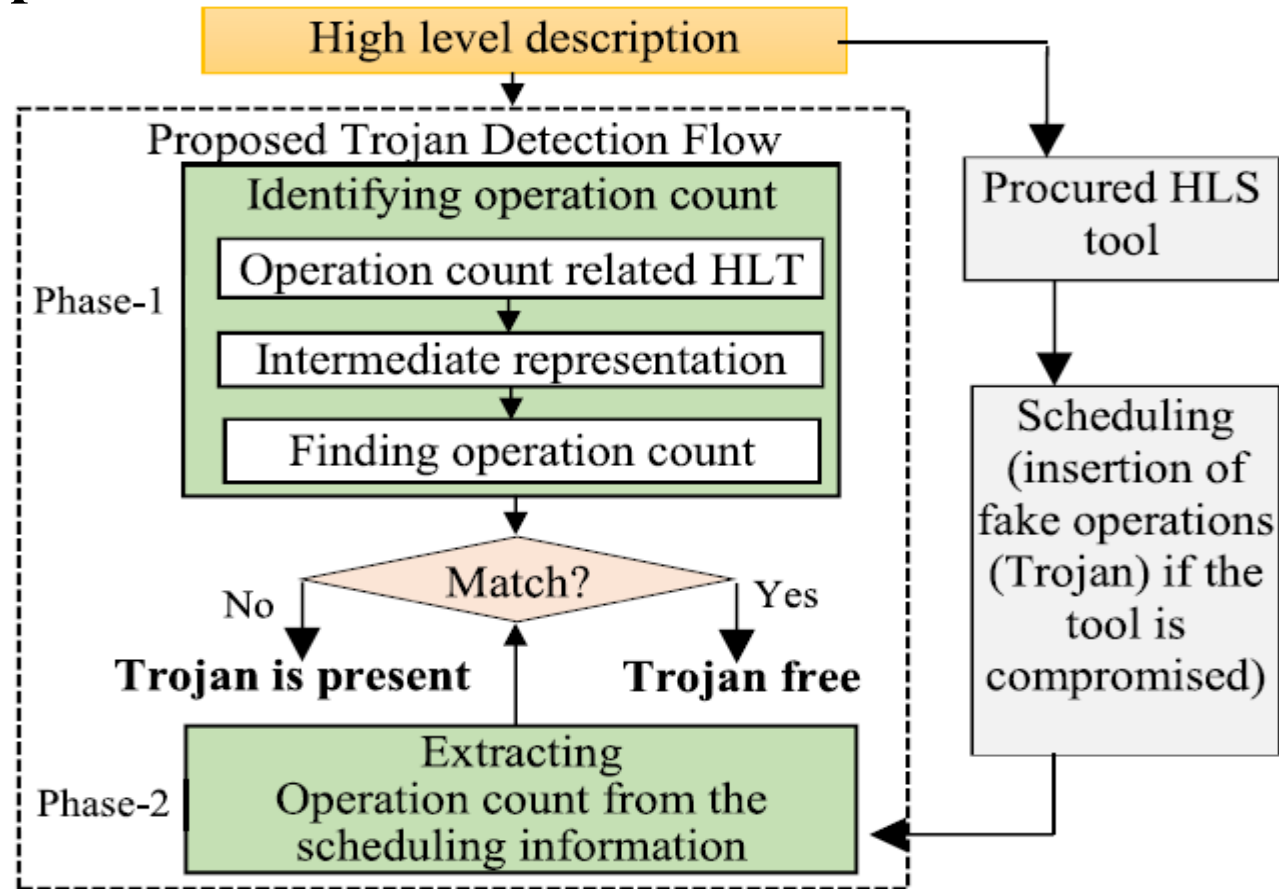 High level description
Proposed Trojan Detection Flow
Identifying operation count
Operation count related HLT
Phase-1
Intermediate representation
Finding operation count
Match?
No
Yes
Trojan is present
Trojan free
Phase-2
Extracting
Operation count from the
scheduling information
Procured HLS
tool
Scheduling
(insertion of
fake operations
(Trojan) if the
tool is
compromised)